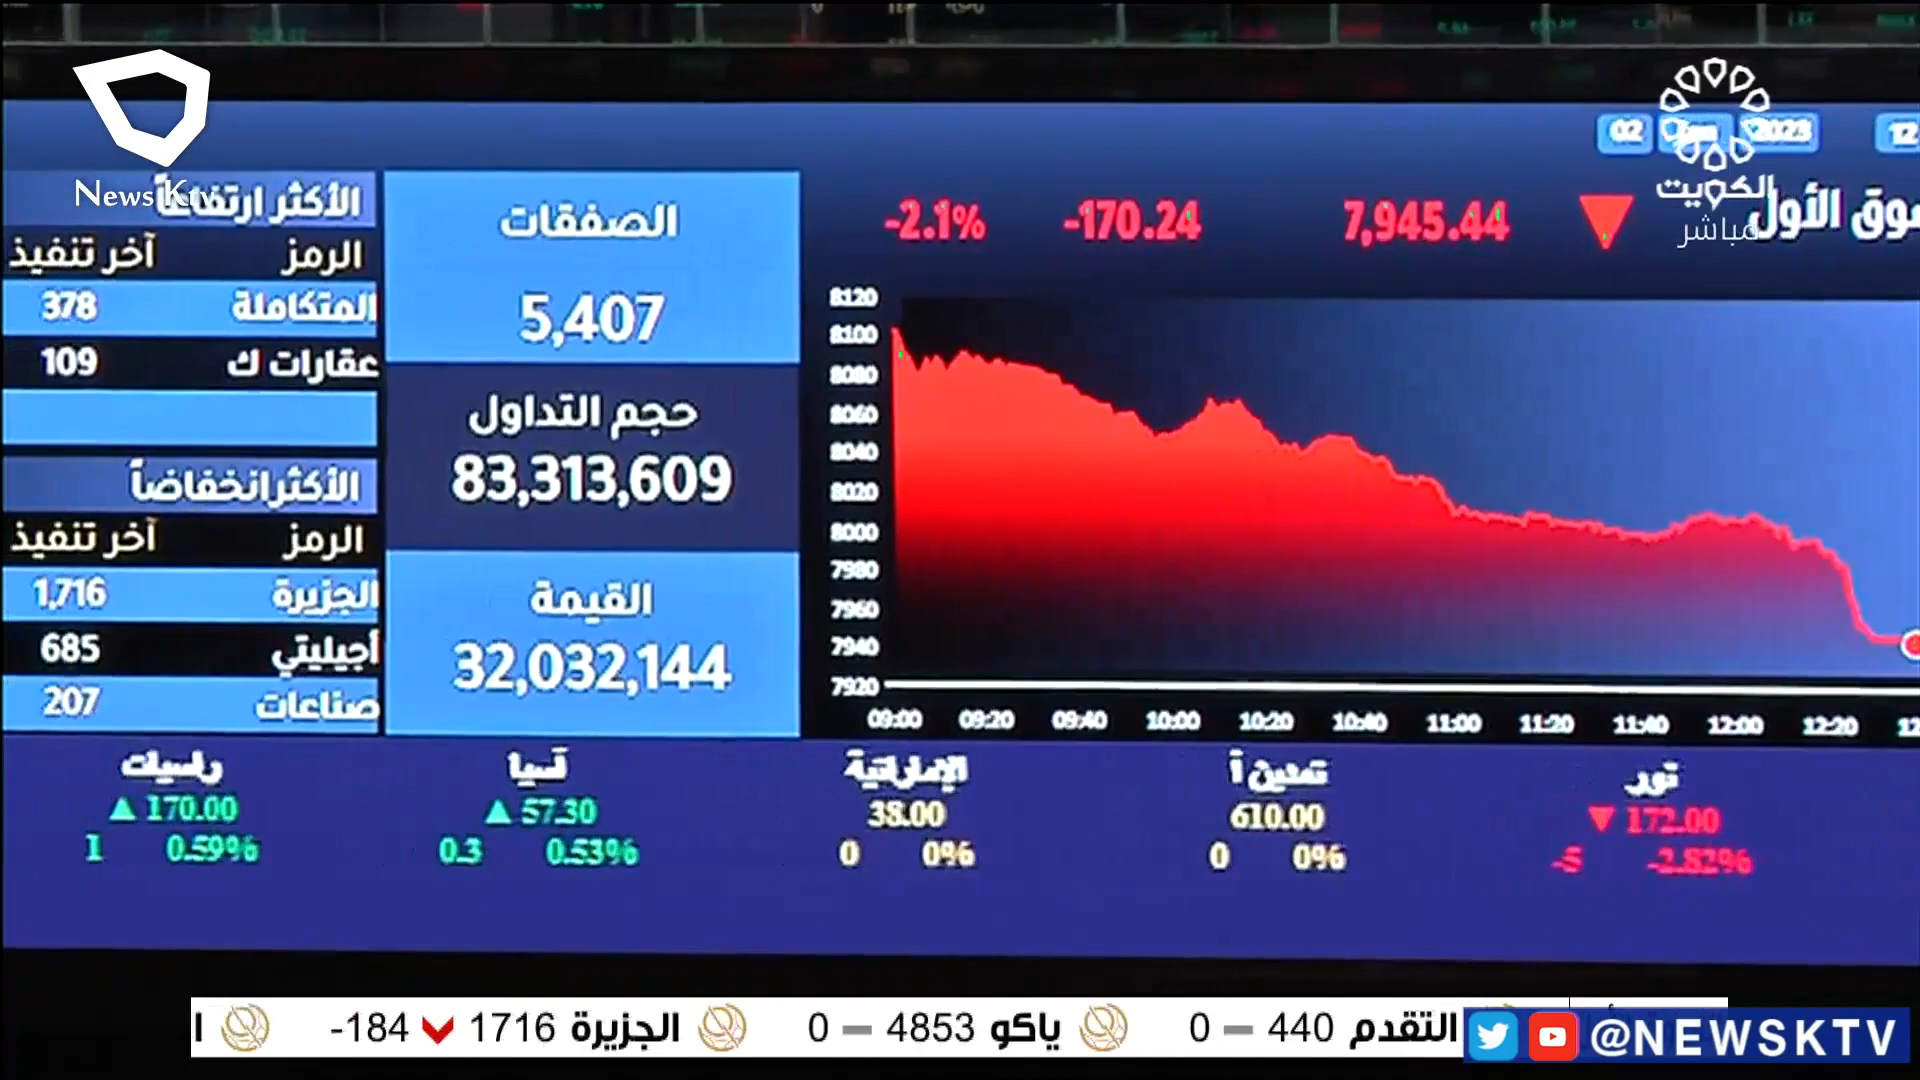 News Ktv
02
2023
12
الكويت
مباشر
وق الأول
7,945.44
-170.24
-2.1%
الصفقات
5,407
حجم التداول
83,313,609
القيمة
32,032,144
الأكثر ارتفاعاً
الرمز آخر تنفيذ
المتكاملة 378
عقارات ك 109
الأكثر انخفاضاً
الرمز آخر تنفيذ
الجزيرة 1,716
أجيليتي 685
صناعات 207
8120
8100
8080
8060
8040
8020
8000
7980
7960
7940
7920
09:00 09:20 09:40 10:00 10:20 10:40 11:00 11:20 11:40 12:00 12:20 12
راسيات
170.00
1 0.59%
آسيا
57.30
0.3 0.53%
الإماراتية
38.00
0 0%
تمدين أ
610.00
0 0%
نور
172.00
-5 -2.82%
التقدم 440 0
ياكو 4853 0
الجزيرة 1716 -184
ا
@NEWSKTV